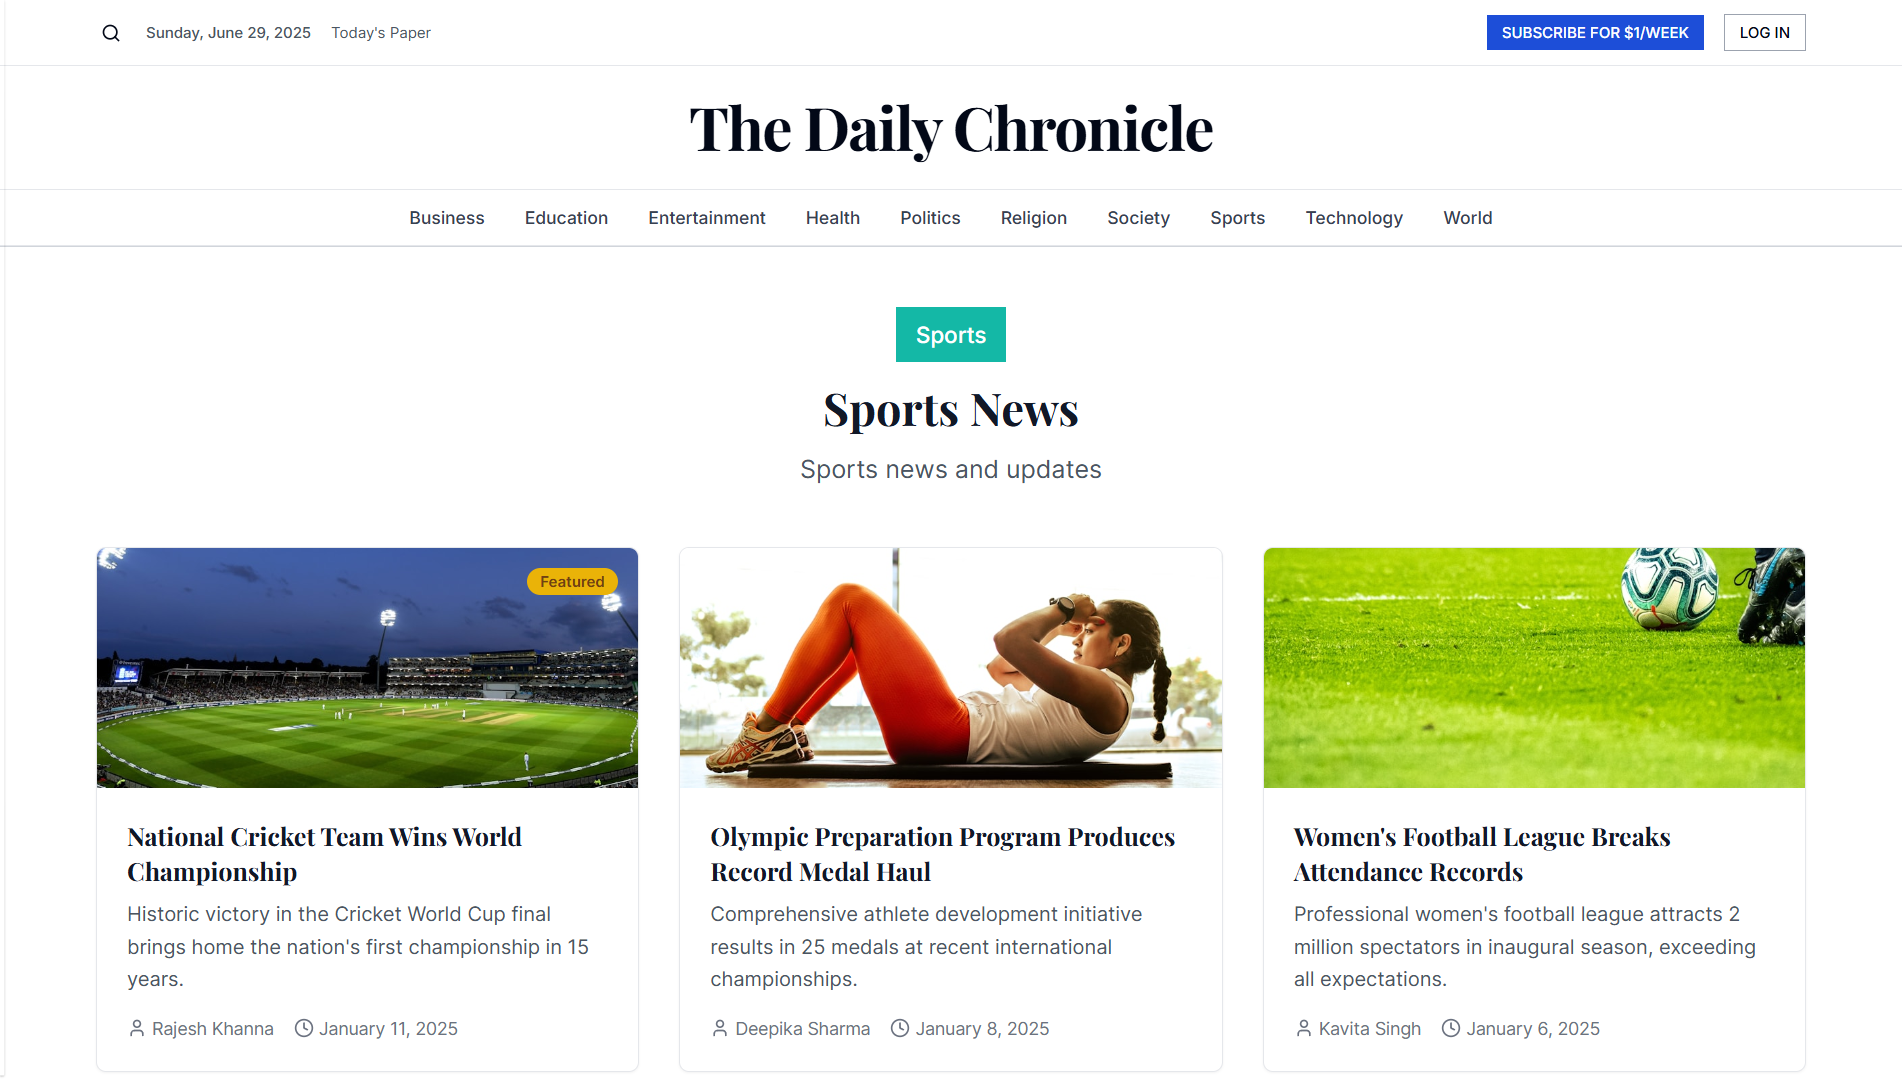 Sunday, June 29, 2025 Today's Paper SUBSCRIBE FOR $1/WEEK LOG IN
The Daily Chronicle
Business Education Entertainment Health Politics Religion Society Sports Technology World
Sports
Sports News
Sports news and updates
Featured
National Cricket Team Wins World
Championship
Historic victory in the Cricket World Cup final
brings home the nation's first championship in 15
years.
Rajesh Khanna January 11, 2025
Olympic Preparation Program Produces
Record Medal Haul
Comprehensive athlete development initiative
results in 25 medals at recent international
championships.
Deepika Sharma January 8, 2025
Women's Football League Breaks
Attendance Records
Professional women's football league attracts 2
million spectators in inaugural season, exceeding
all expectations.
Kavita Singh January 6, 2025